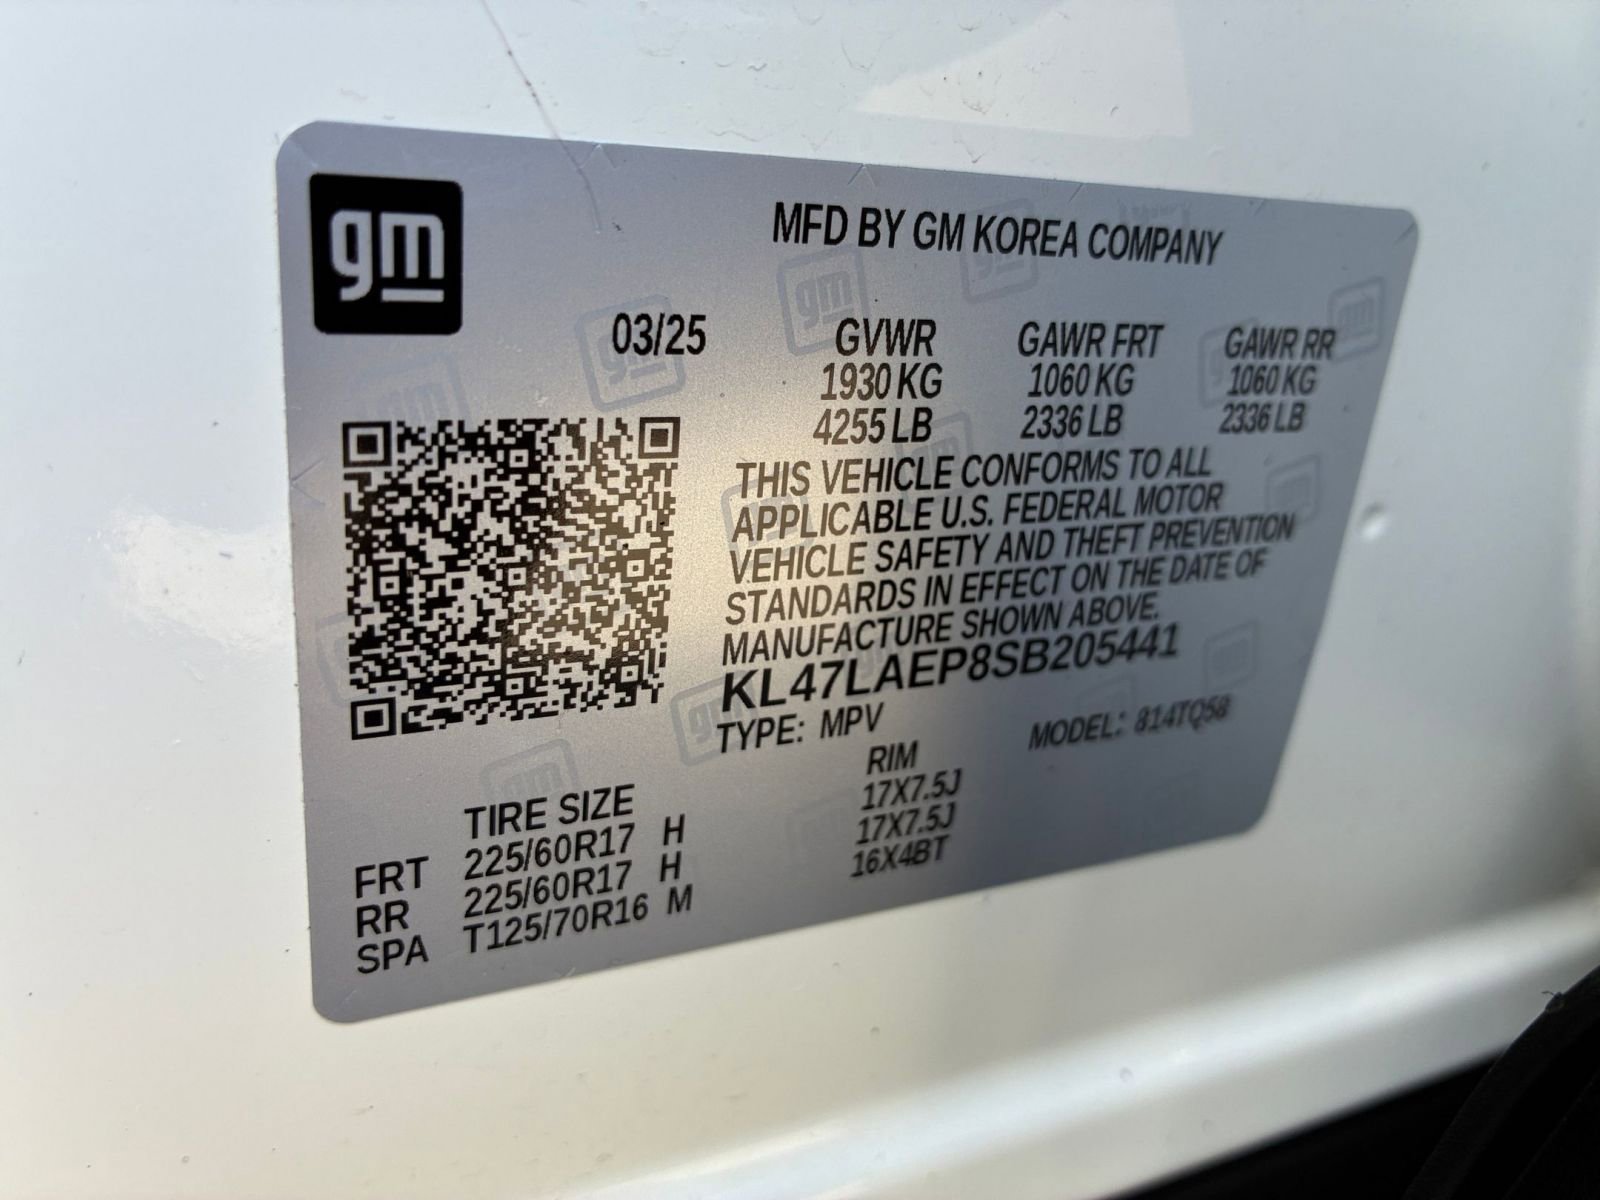 gm
MFD BY GM KOREA COMPANY
03/25
GVWR GAWR FRT GAWR RR
1930 KG 1060 KG 1060 KG
4255 LB 2336 LB 2336 LB
THIS VEHICLE CONFORMS TO ALL
APPLICABLE U.S. FEDERAL MOTOR
VEHICLE SAFETY AND THEFT PREVENTION
STANDARDS IN EFFECT ON THE DATE OF
MANUFACTURE SHOWN ABOVE.
KL47LAEP8SB205441
TYPE: MPV MODEL: 814TQ58
TIRE SIZE RIM
FRT 225/60R17 H 17X7.5J
RR 225/60R17 H 17X7.5J
SPA T125/70R16 M 16X4BT